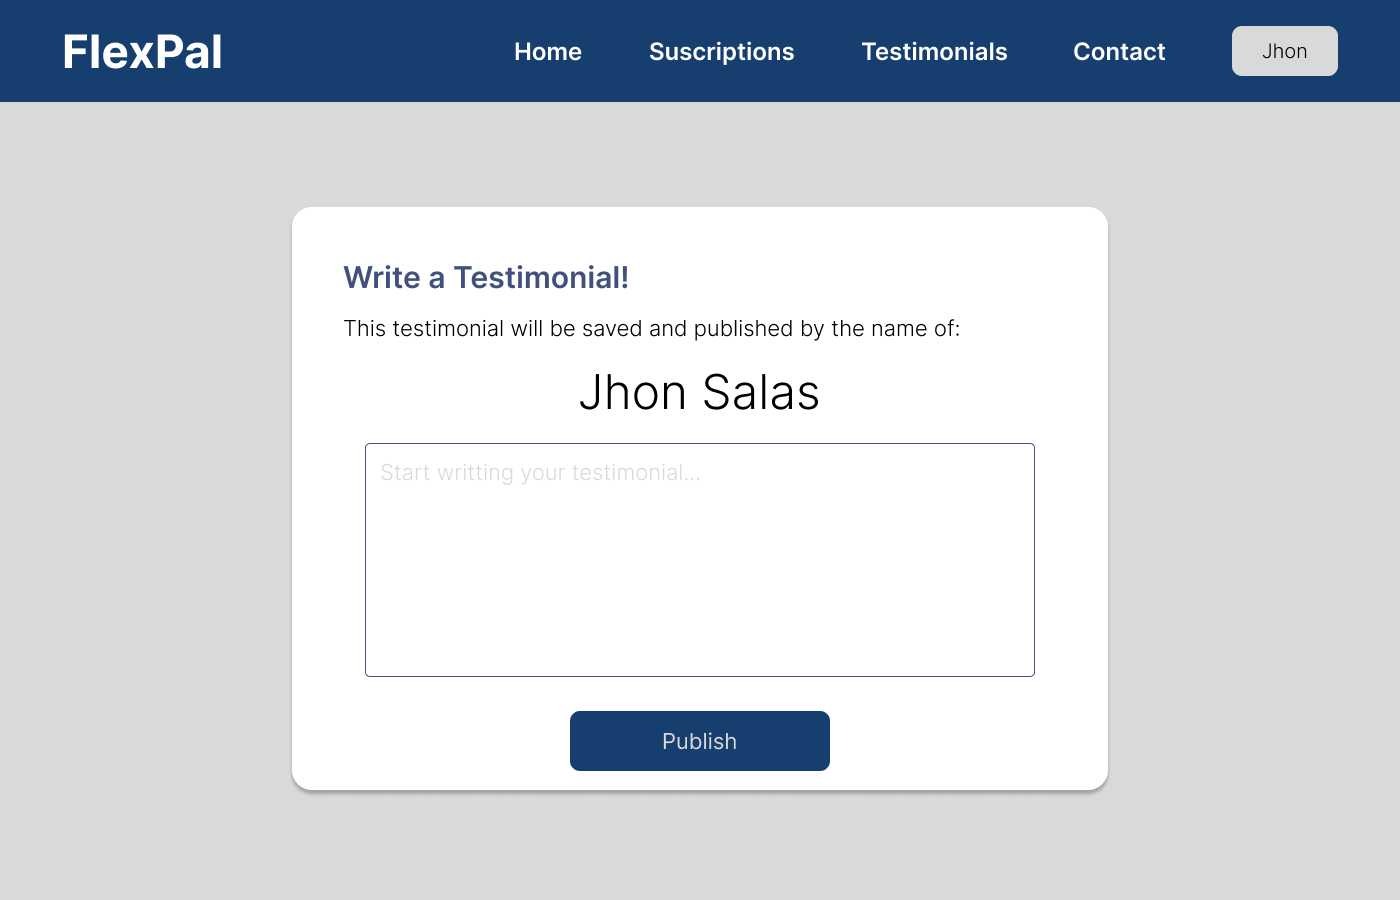 FlexPal
Home Suscriptions Testimonials Contact Jhon
Write a Testimonial!
This testimonial will be saved and published by the name of:
Jhon Salas
Start writting your testimonial...
Publish